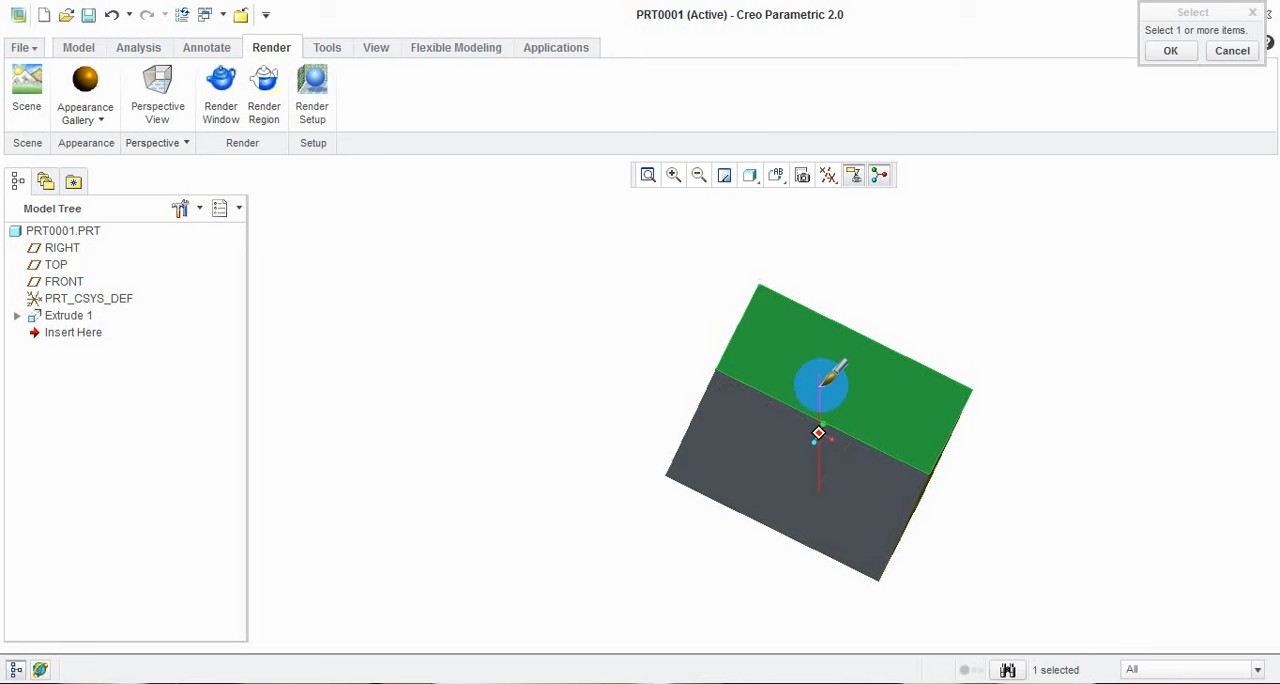 PRT0001 (Active) - Creo Parametric 2.0
Select
Select 1 or more items.
OK Cancel
File Model Analysis Annotate Render Tools View Flexible Modeling Applications
Scene
Appearance Gallery
Perspective View
Render Window
Render Region
Render Setup
Scene Appearance Perspective Render Setup
Model Tree
PRT0001.PRT
RIGHT
TOP
FRONT
PRT_CSYS_DEF
Extrude 1
Insert Here
1 selected
All